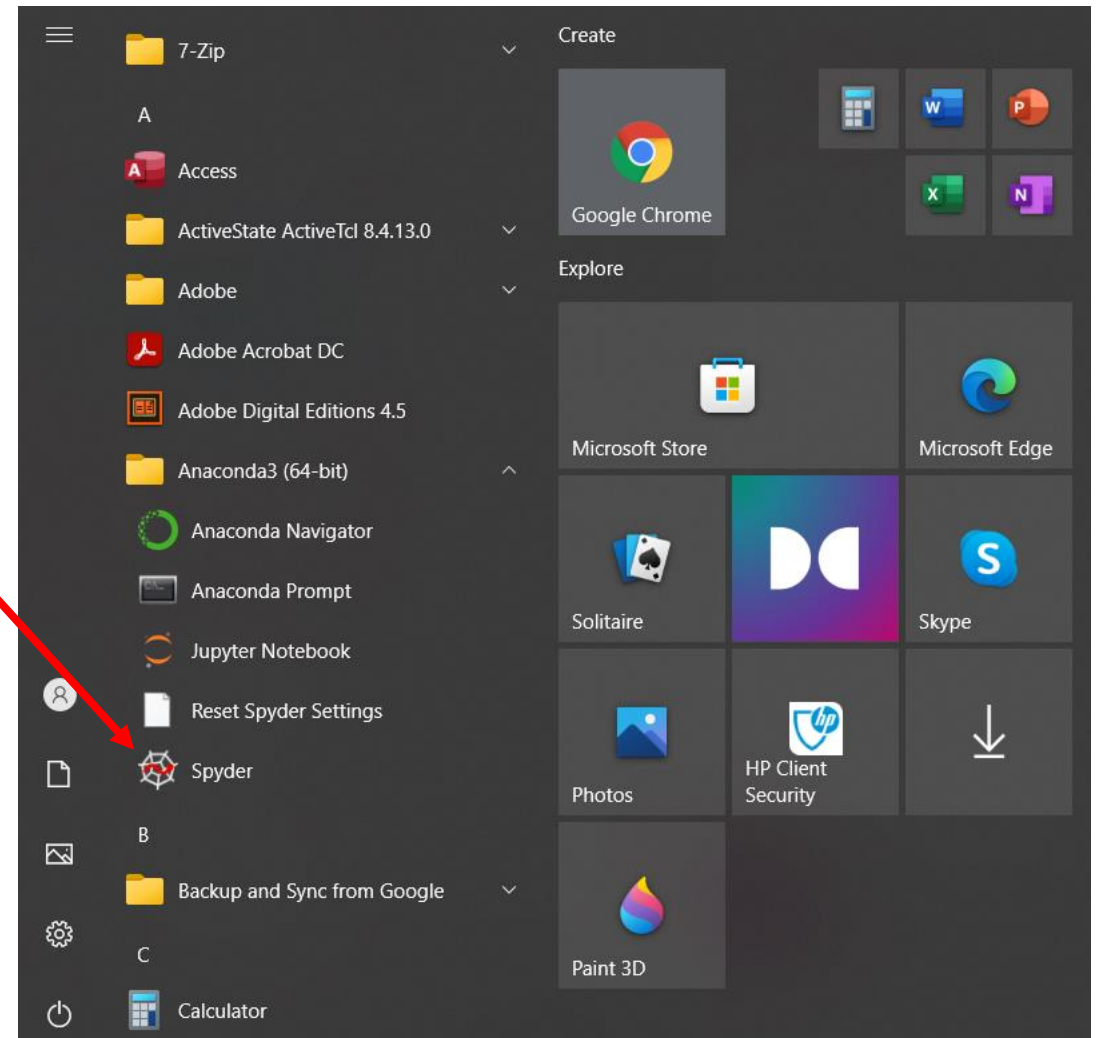 7-Zip
A
Access
ActiveState ActiveTcl 8.4.13.0
Adobe
Adobe Acrobat DC
Adobe Digital Editions 4.5
Anaconda3 (64-bit)
Anaconda Navigator
Anaconda Prompt
Jupyter Notebook
Reset Spyder Settings
Spyder
B
Backup and Sync from Google
C
Calculator
Create
Google Chrome
Explore
Microsoft Store
Microsoft Edge
Solitaire
Skype
Photos
HP Client
Security
Paint 3D